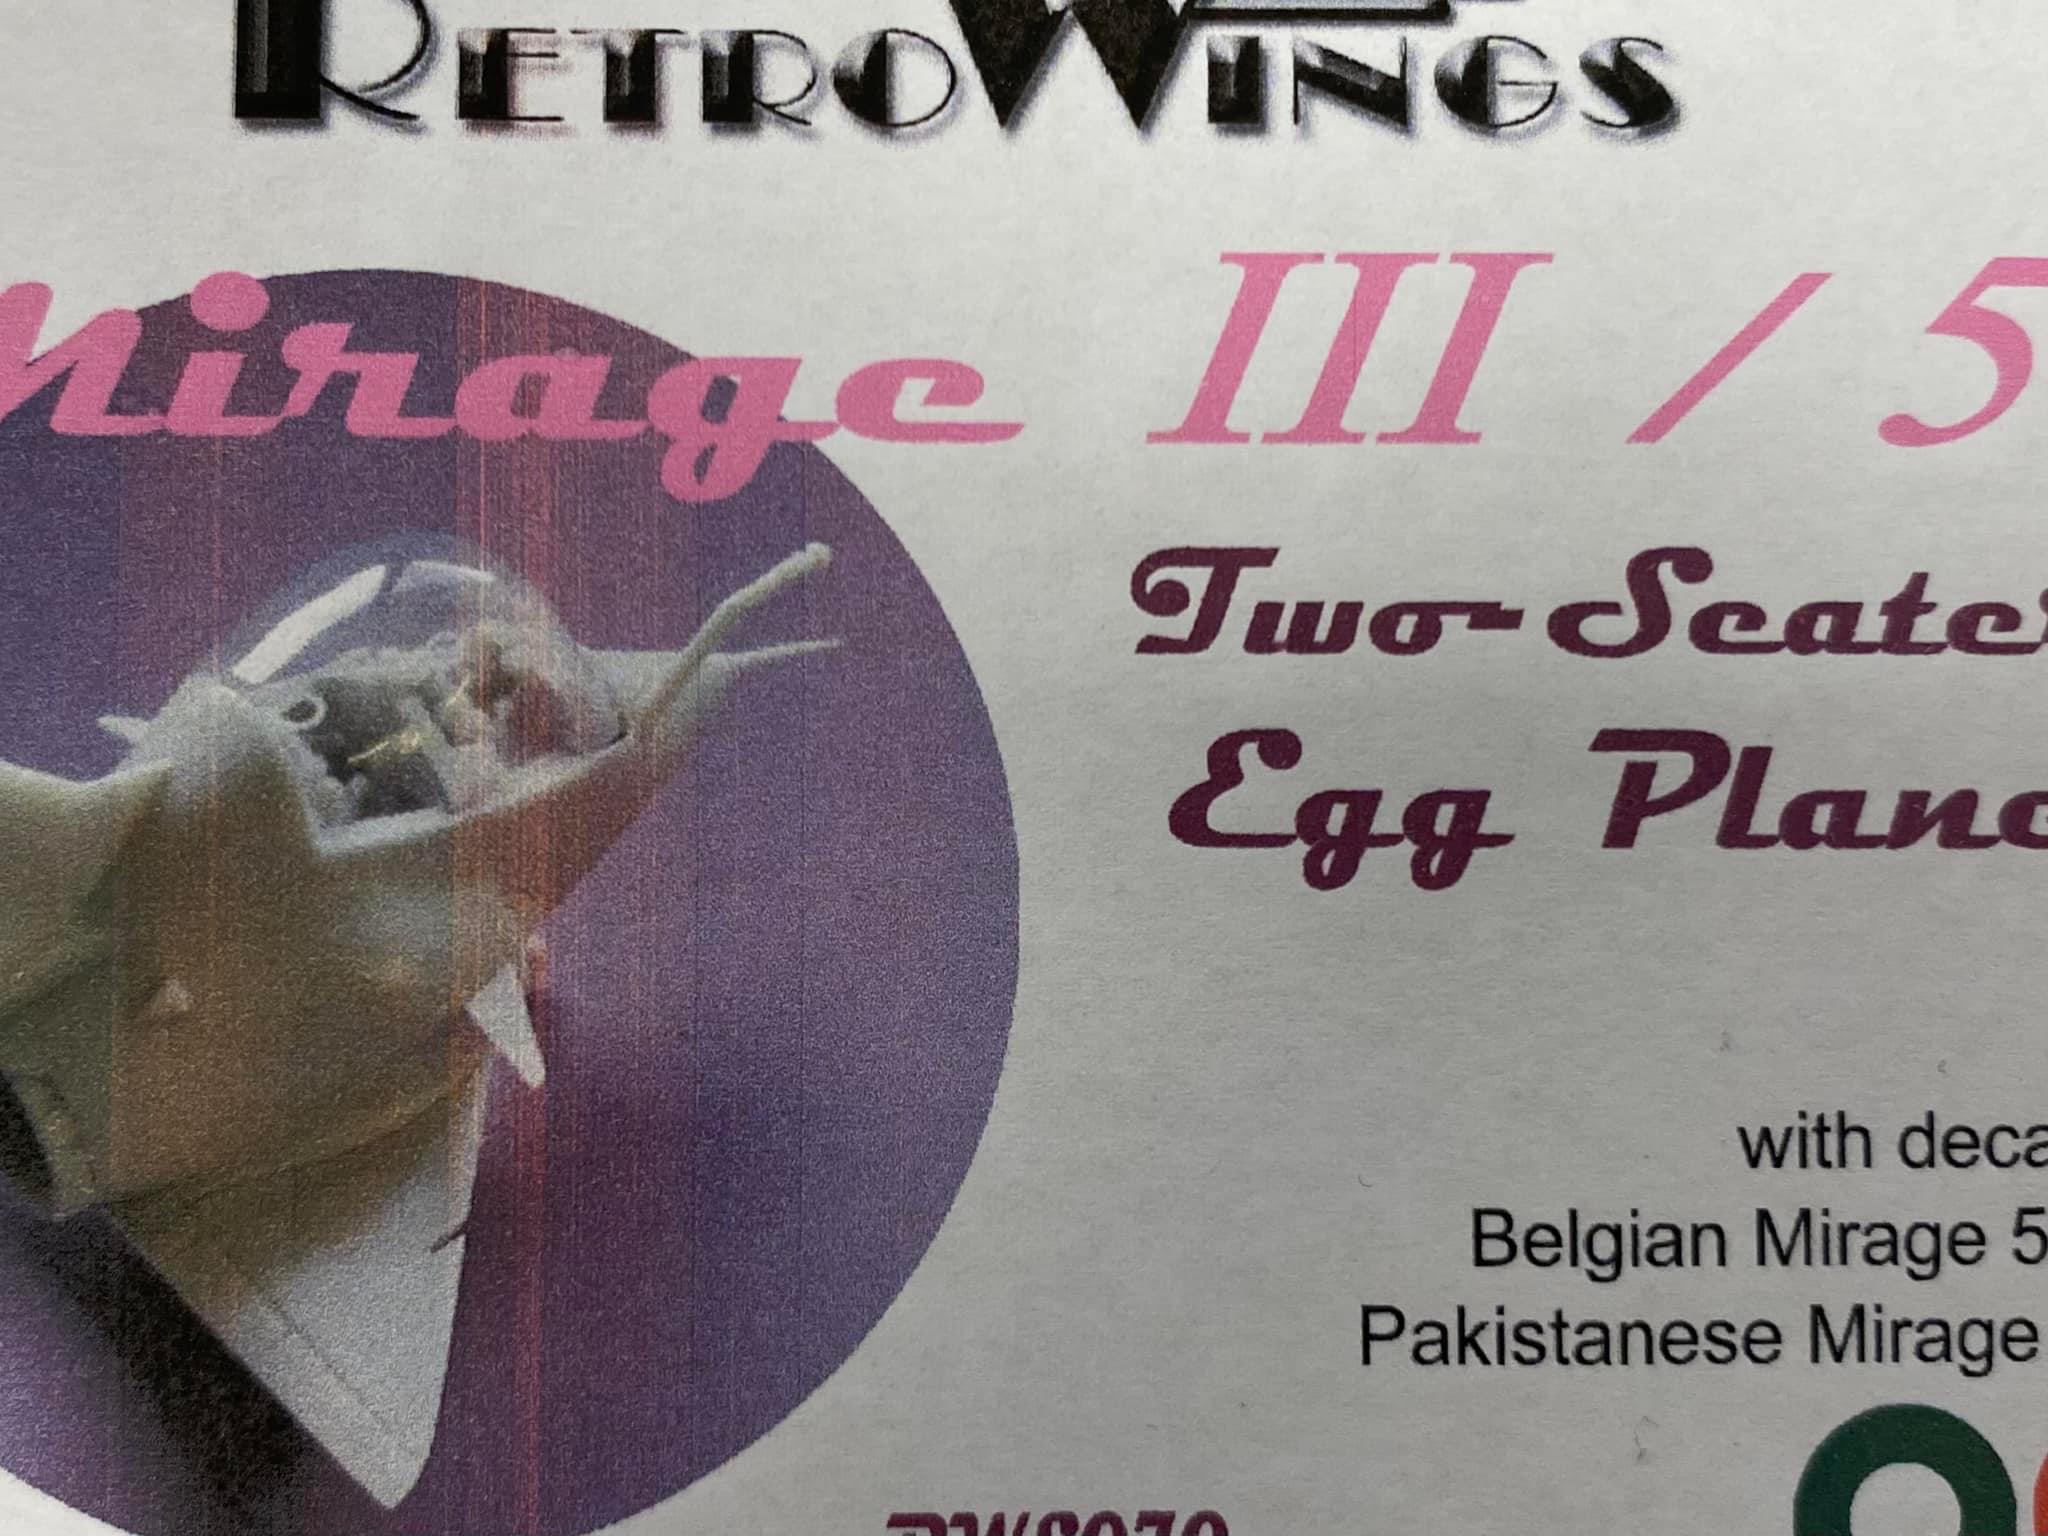 RETROWINGS
Mirage III / 5
Two-Seater
Egg Plane
with deca
Belgian Mirage 5
Pakistanese Mirage